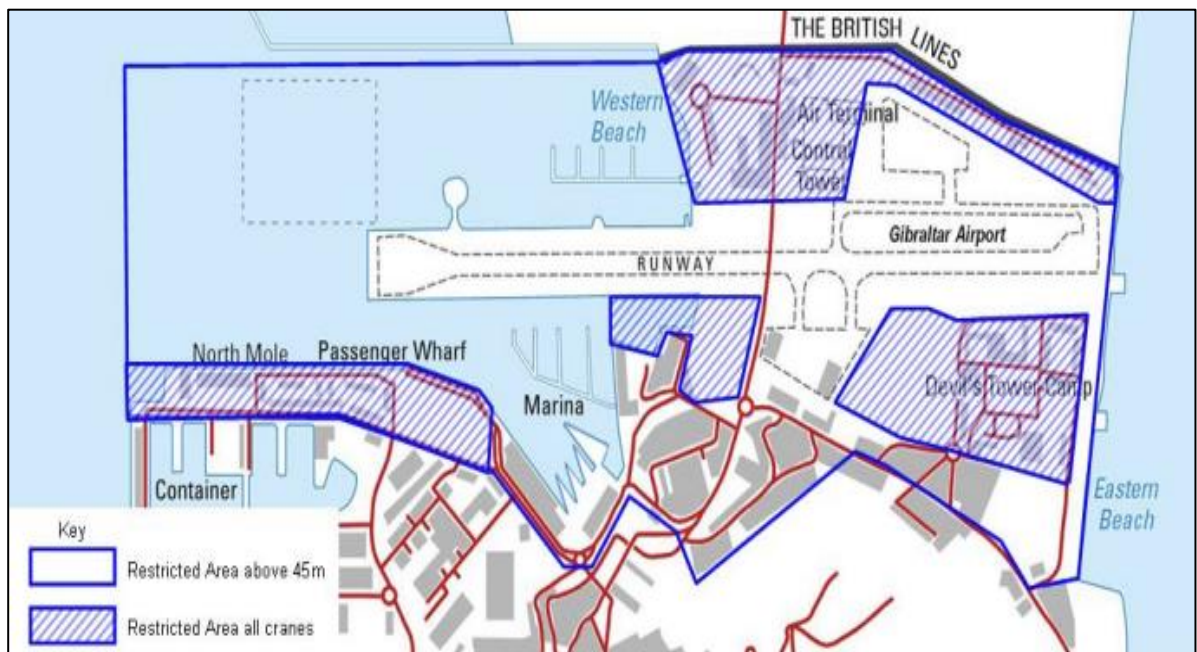 THE BRITISH LINES
Western
Beach
Air Terminal
Control
Tower
Gibraltar Airport
RUNWAY
North Mole
Passenger Wharf
Marina
Devil's Tower Camp
Container
Eastern
Beach
Key
Restricted Area above 45m
Restricted Area all cranes